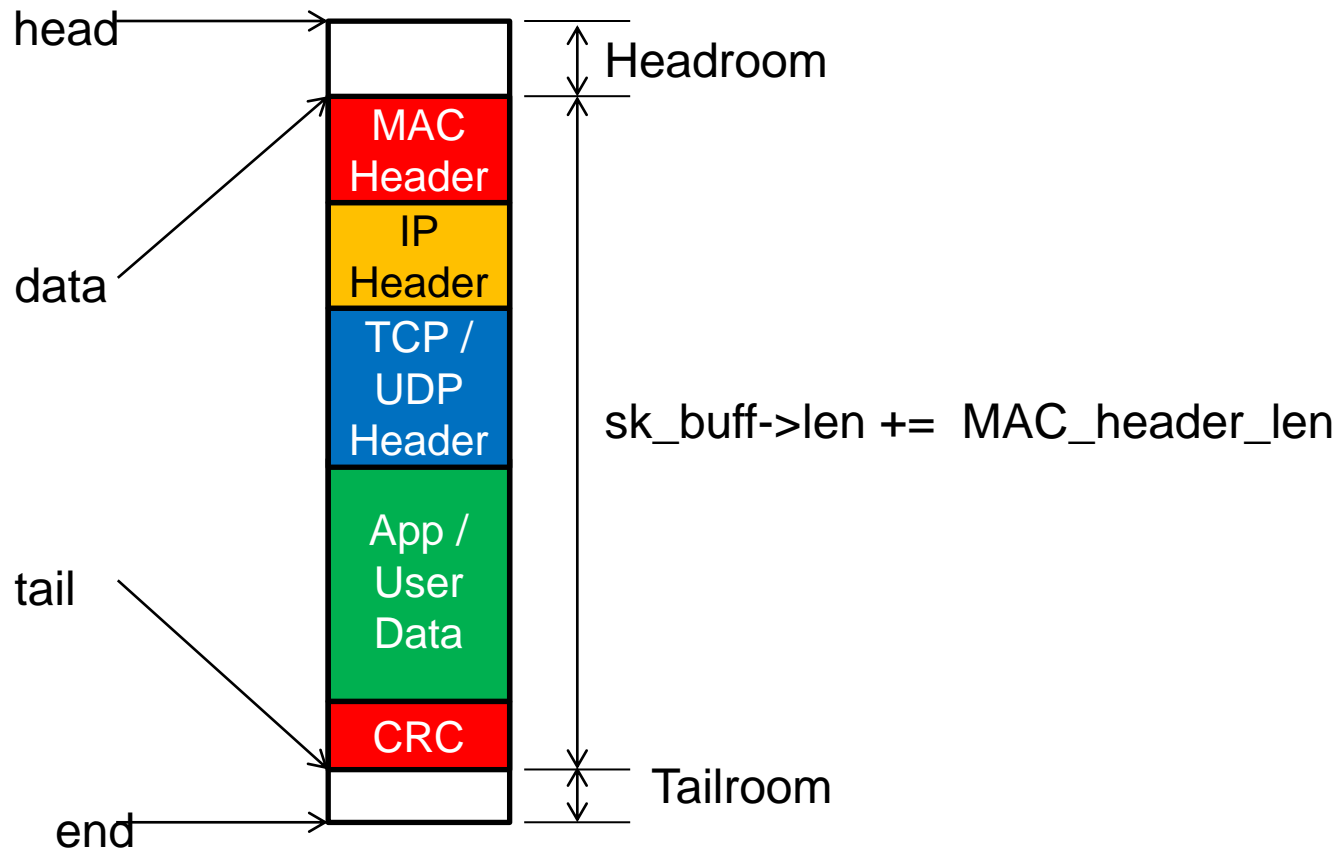 head
Headroom
MAC
Header
IP
Header
data
TCP /
UDP
Header
sk_buff->len += MAC_header_len
App /
User
Data
tail
CRC
Tailroom
end